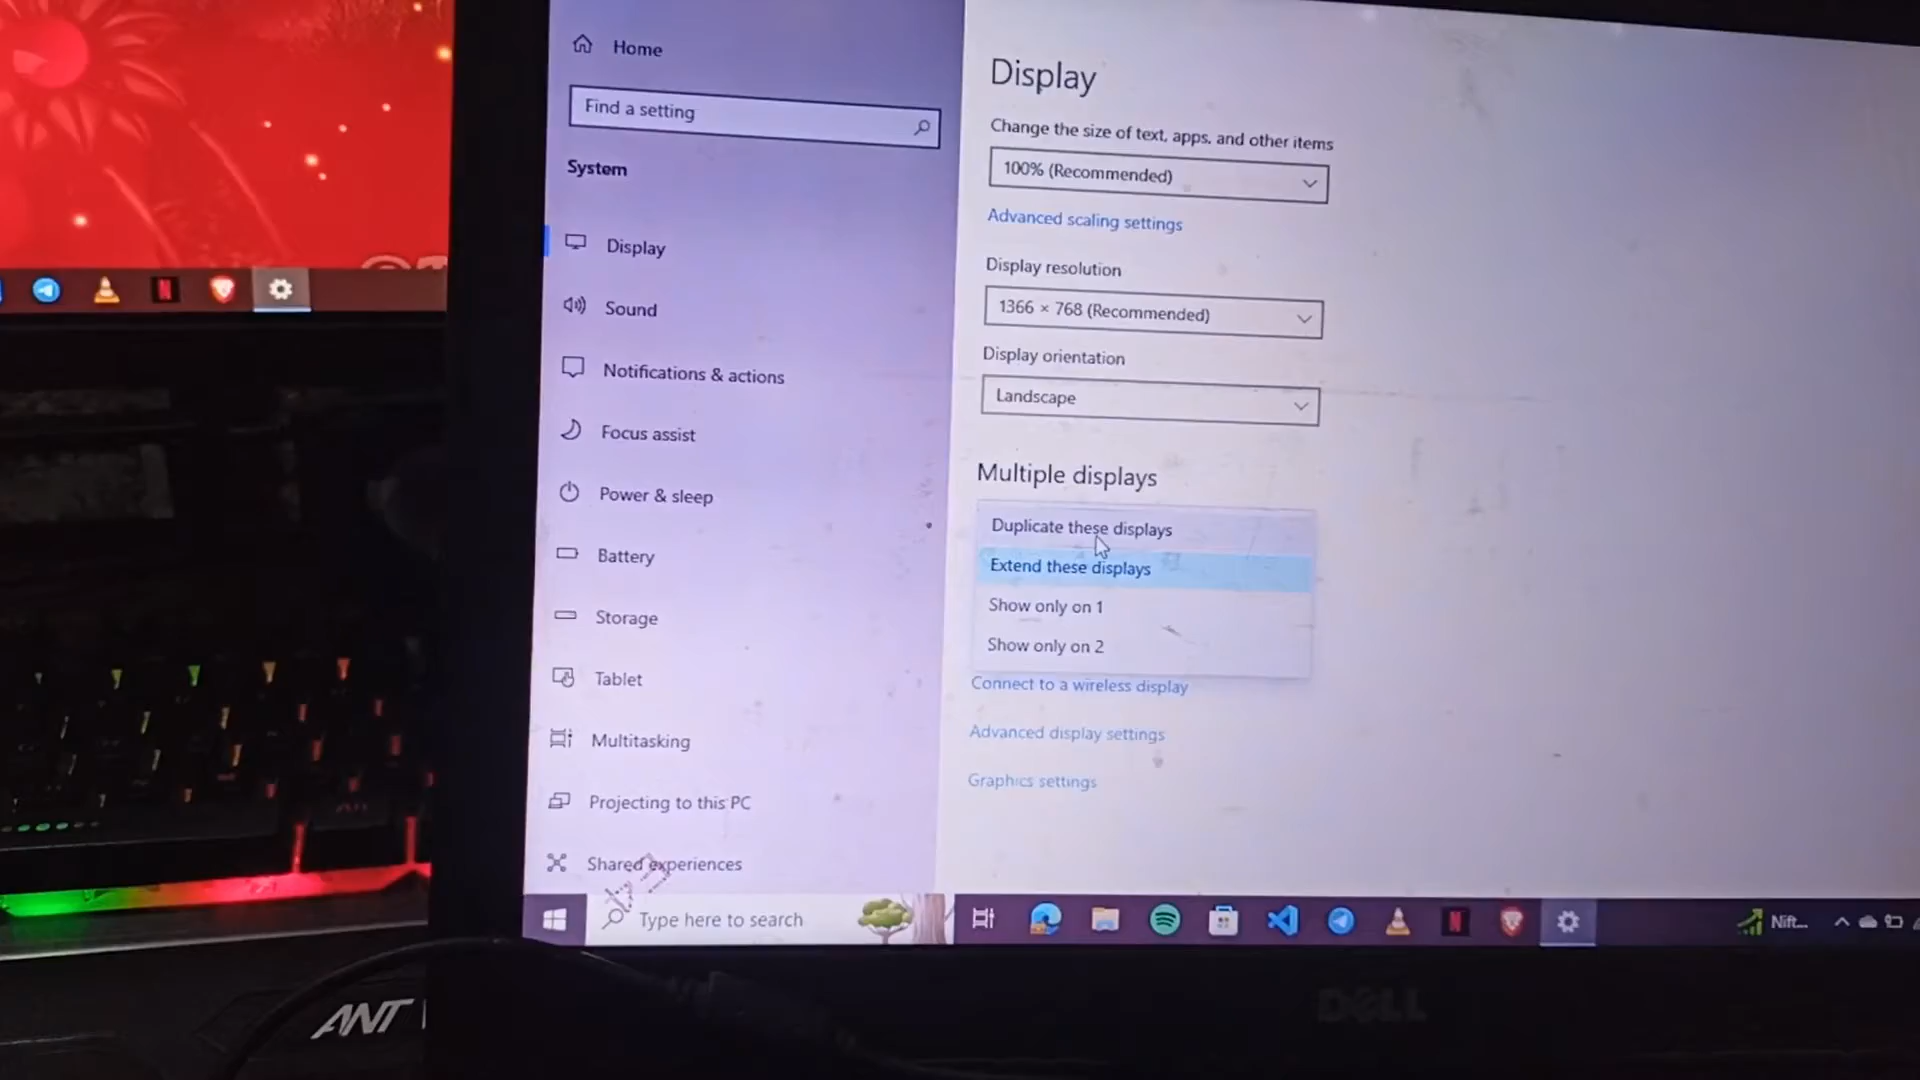 Home
Find a setting
System
Display
Sound
Notifications & actions
Focus assist
Power & sleep
Battery
Storage
Tablet
Multitasking
Projecting to this PC
Shared experiences
Display
Change the size of text, apps, and other items
100% (Recommended)
Advanced scaling settings
Display resolution
1366 × 768 (Recommended)
Display orientation
Landscape
Multiple displays
Duplicate these displays
Extend these displays
Show only on 1
Show only on 2
Connect to a wireless display
Advanced display settings
Graphics settings
Type here to search
Nift...
DELL
ANT